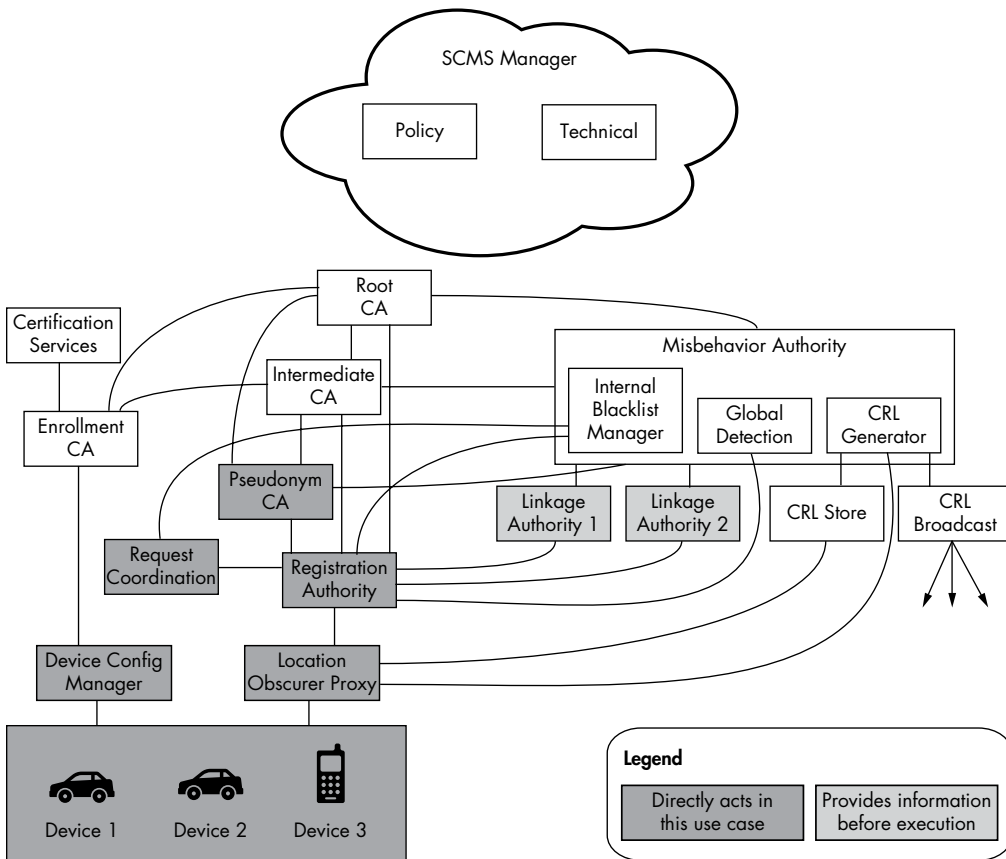 SCMS Manager
Policy
Technical
Root
CA
Certification
Services
Misbehavior Authority
Intermediate
CA
Internal
Blacklist
Manager
Global
Detection
CRL
Generator
Enrollment
CA
Pseudonym
CA
Linkage
Authority 1
Linkage
Authority 2
CRL Store
CRL
Broadcast
Request
Coordination
Registration
Authority
Device Config
Manager
Location
Obscurer Proxy
Device 1
Device 2
Device 3
Legend
Directly acts in
this use case
Provides information
before execution